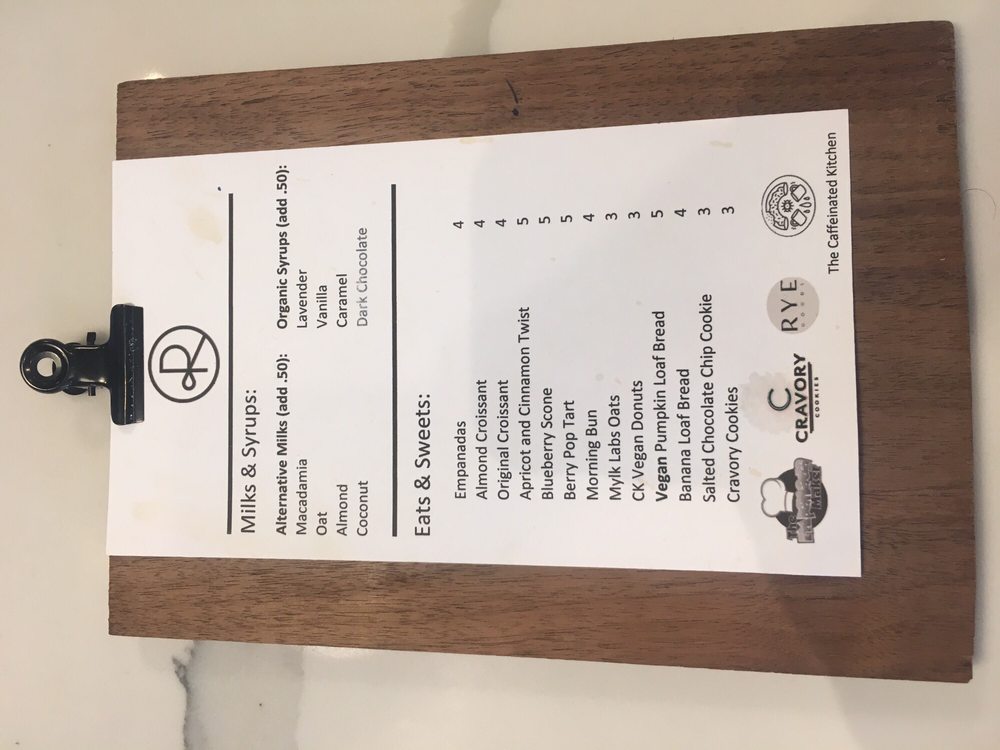 R
Milks & Syrups:
Alternative Milks (add .50): Organic Syrups (add .50):
Macadamia Lavender
Oat Vanilla
Almond Caramel
Coconut Dark Chocolate
Eats & Sweets:
Empanadas 4
Almond Croissant 4
Original Croissant 4
Apricot and Cinnamon Twist 5
Blueberry Scone 5
Berry Pop Tart 5
Morning Bun 4
Mylk Labs Oats 3
CK Vegan Donuts 3
Vegan Pumpkin Loaf Bread 5
Banana Loaf Bread 4
Salted Chocolate Chip Cookie 3
Cravory Cookies 3
The Market
C
CRAVORY
COOKIES
RYE
GOODS
The Caffeinated Kitchen